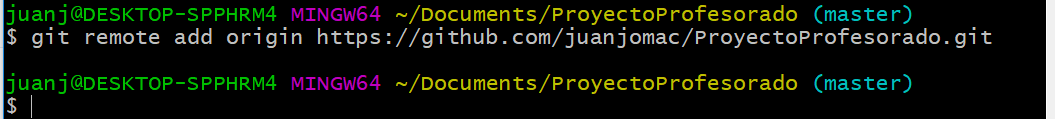 juanj@DESKTOP-SPPHRM4 MINGW64 ~/Documents/ProyectoProfesorado (master)
$ git remote add origin https://github.com/juanjomac/ProyectoProfesorado.git
juanj@DESKTOP-SPPHRM4 MINGW64 ~/Documents/ProyectoProfesorado (master)
$